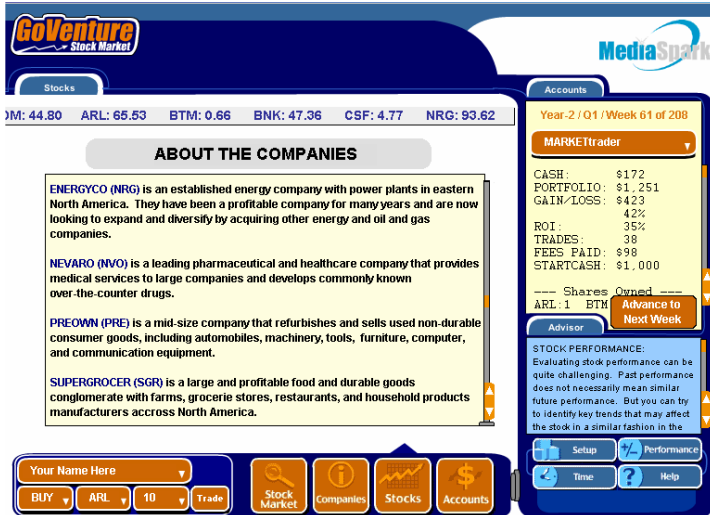 GoVenture
Stock Market
MediaSpark
Stocks
Accounts
OM: 44.80 ARL: 65.53 BTM: 0.66 BNK: 47.36 CSF: 4.77 NRG: 93.62
Year-2 / Q1 / Week 61 of 208
MARKETtrader
ABOUT THE COMPANIES
ENERGYCO (NRG) is an established energy company with power plants in eastern
North America. They have been a profitable company for many years and are now
looking to expand and diversify by acquiring other energy and oil and gas
companies.
NEVARO (NVO) is a leading pharmaceutical and healthcare company that provides
medical services to large companies and develops commonly known
over-the-counter drugs.
PREOWN (PRE) is a mid-size company that refurbishes and sells used non-durable
consumer goods, including automobiles, machinery, tools, furniture, computer,
and communication equipment.
SUPERGROCER (SGR) is a large and profitable food and durable goods
conglomerate with farms, grocerie stores, restaurants, and household products
manufacturers accross North America.
CASH: $172
PORTFOLIO: $1,251
GAIN/LOSS: $423
42%
ROI: 35%
TRADES: 38
FEES PAID: $98
STARTCASH: $1,000
--- Shares Owned ---
ARL:1 BTM
Advance to
Next Week
Advisor
STOCK PERFORMANCE:
Evaluating stock performance can be
quite challenging. Past performance
does not necessarily mean similar
future performance. But you can try
to identify key trends that may affect
the stock in a similar fashion in the
Setup
+/- Performance
Time
? Help
Your Name Here
BUY ARL 10 Trade
Stock
Market
Companies
Stocks
Accounts